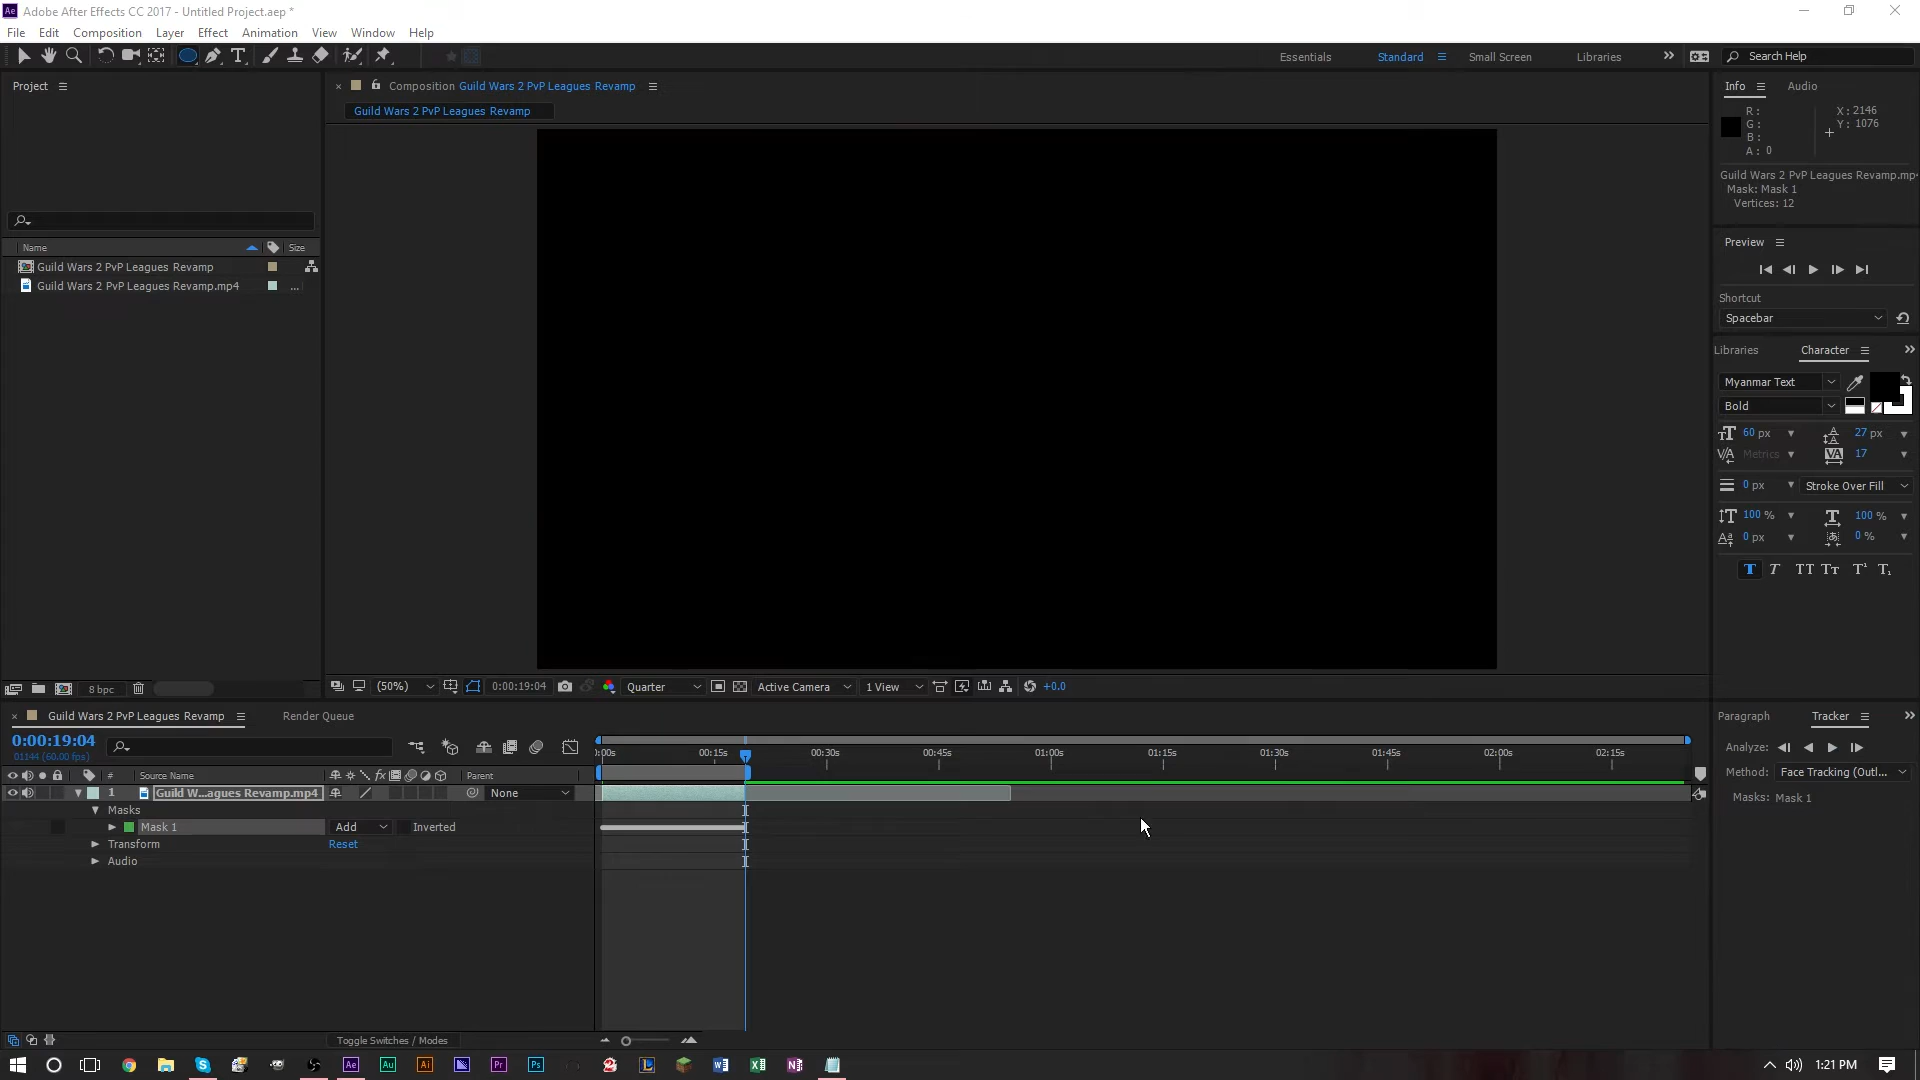 Adobe After Effects CC 2017 - Untitled Project.aep *
File Edit Composition Layer Effect Animation View Window Help
Essentials Standard Small Screen Libraries Search Help
Project
Composition Guild Wars 2 PvP Leagues Revamp
Guild Wars 2 PvP Leagues Revamp
Info Audio
R: X: 2146
G: Y: 1076
B:
A: 0
Guild Wars 2 PvP Leagues Revamp.mp
Mask: Mask 1
Vertices: 12
Preview
Shortcut
Spacebar
Name Size
Guild Wars 2 PvP Leagues Revamp
Guild Wars 2 PvP Leagues Revamp.mp4 ...
Libraries Character
Myanmar Text
Bold
60 px 27 px
Metrics 17
0 px Stroke Over Fill
100 % 100 %
0 px 0 %
8 bpc
(50%) 0:00:19:04 Quarter Active Camera 1 View +0.0
Guild Wars 2 PvP Leagues Revamp Render Queue
0:00:19:04
01144 (60.00 fps)
):00s 00:15s 00:30s 00:45s 01:00s 01:15s 01:30s 01:45s 02:00s 02:15s
# Source Name Parent
1 Guild W...agues Revamp.mp4 None
Masks
Mask 1 Add Inverted
Transform Reset
Audio
Toggle Switches / Modes
Paragraph Tracker
Analyze:
Method: Face Tracking (Outl...
Masks: Mask 1
1:21 PM